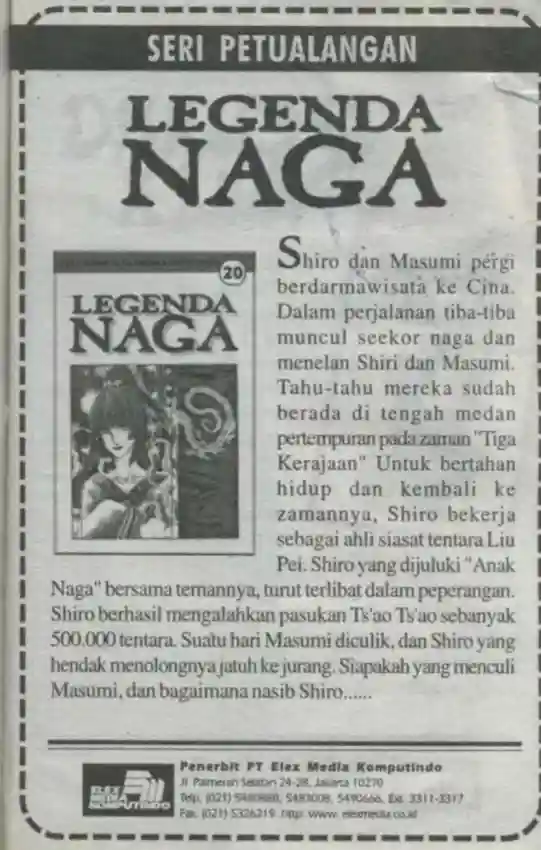 SERI PETUALANGAN
LEGENDA
NAGA
20
LEGENDA
NAGA
Shiro dan Masumi pergi
berdarmawisata ke Cina.
Dalam perjalanan tiba-tiba
muncul seekor naga dan
menelan Shiri dan Masumi.
Tahu-tahu mereka sudah
berada di tengah medan
pertempuran pada zaman "Tiga
Kerajaan" Untuk bertahan
hidup dan kembali ke
zamannya, Shiro bekerja
sebagai ahli siasat tentara Liu
Pei. Shiro yang dijuluki "Anak
Naga" bersama temannya, turut terlibat dalam peperangan.
Shiro berhasil mengalahkan pasukan Ts'ao Ts'ao sebanyak
500.000 tentara. Suatu hari Masumi diculik, dan Shiro yang
hendak menolongnya jatuh ke jurang. Siapakah yang menculi
Masumi, dan bagaimana nasib Shiro......
ELEX
MEDIA
KOMPUTINDO
Penerbit PT Elex Media Komputindo
Jl Palmerah Selatan 24-28, Jakarta 10270
Telp. (021) 5483008, 5490666, Ext. 3311-3317
Fax. (021) 5326219 http: www. elexmedia.co.id